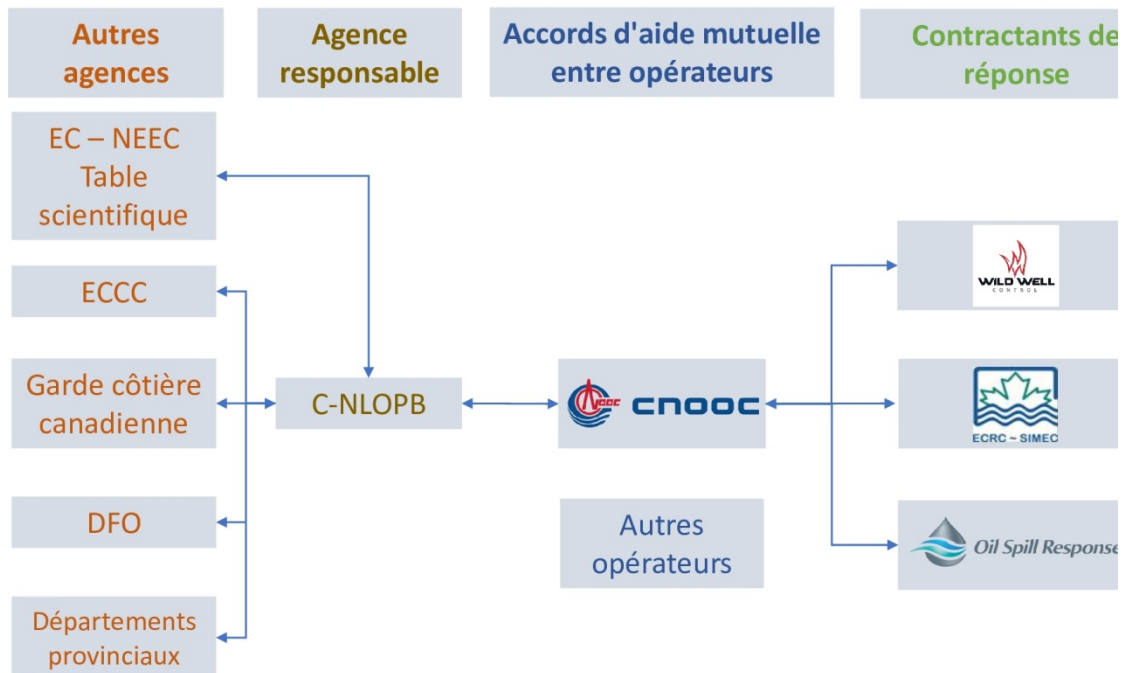 Autres
agences
Agence
responsable
Accords d'aide mutuelle
entre opérateurs
Contractants de
réponse
EC – NEEC
Table
scientifique
ECCC
Garde côtière
canadienne
DFO
Départements
provinciaux
C-NLOPB
CNOOC
CNOOC
Autres
opérateurs
WILD WELL
CONTROL
ECRC ~ SIMEC
Oil Spill Response